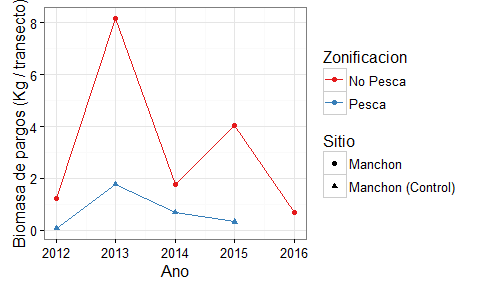 Biomasa de pargos (Kg / transecto)
8
6
4
2
0
2012 2013 2014 2015 2016
Ano
Zonificacion
No Pesca
Pesca
Sitio
Manchon
Manchon (Control)